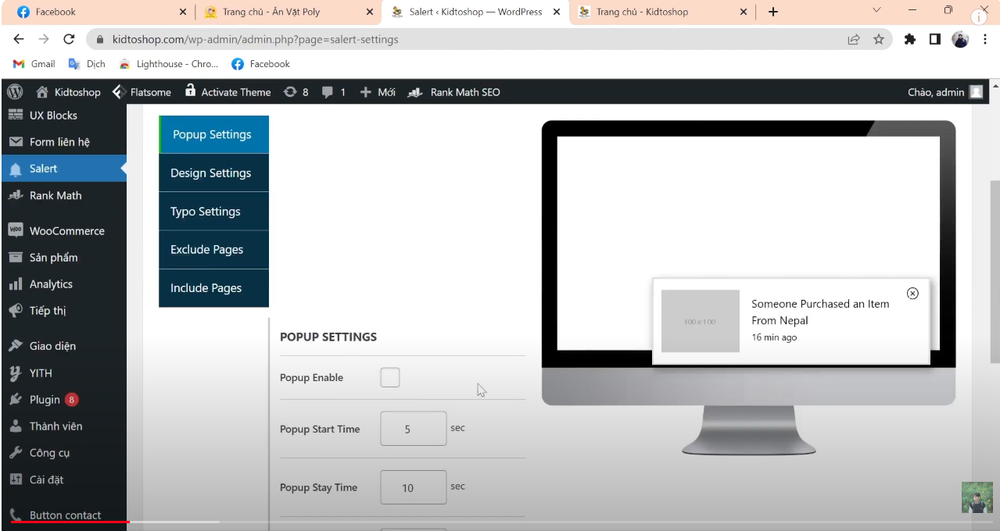 Facebook
Trang chủ - Ăn Vặt Poly
Salert ‹ Kidtoshop — WordPress
Trang chủ - Kidtoshop
kidtoshop.com/wp-admin/admin.php?page=salert-settings
Gmail
Dịch
Lighthouse - Chro...
Facebook
Kidtoshop
Flatsome
Activate Theme
8
1
Mới
Rank Math SEO
Chào, admin
UX Blocks
Form liên hệ
Salert
Rank Math
WooCommerce
Sản phẩm
Analytics
Tiếp thị
Giao diện
YITH
Plugin 8
Thành viên
Công cụ
Cài đặt
Button contact
Popup Settings
Design Settings
Typo Settings
Exclude Pages
Include Pages
POPUP SETTINGS
Popup Enable
Popup Start Time 5 sec
Popup Stay Time 10 sec
100 x 100
Someone Purchased an Item
From Nepal
16 min ago